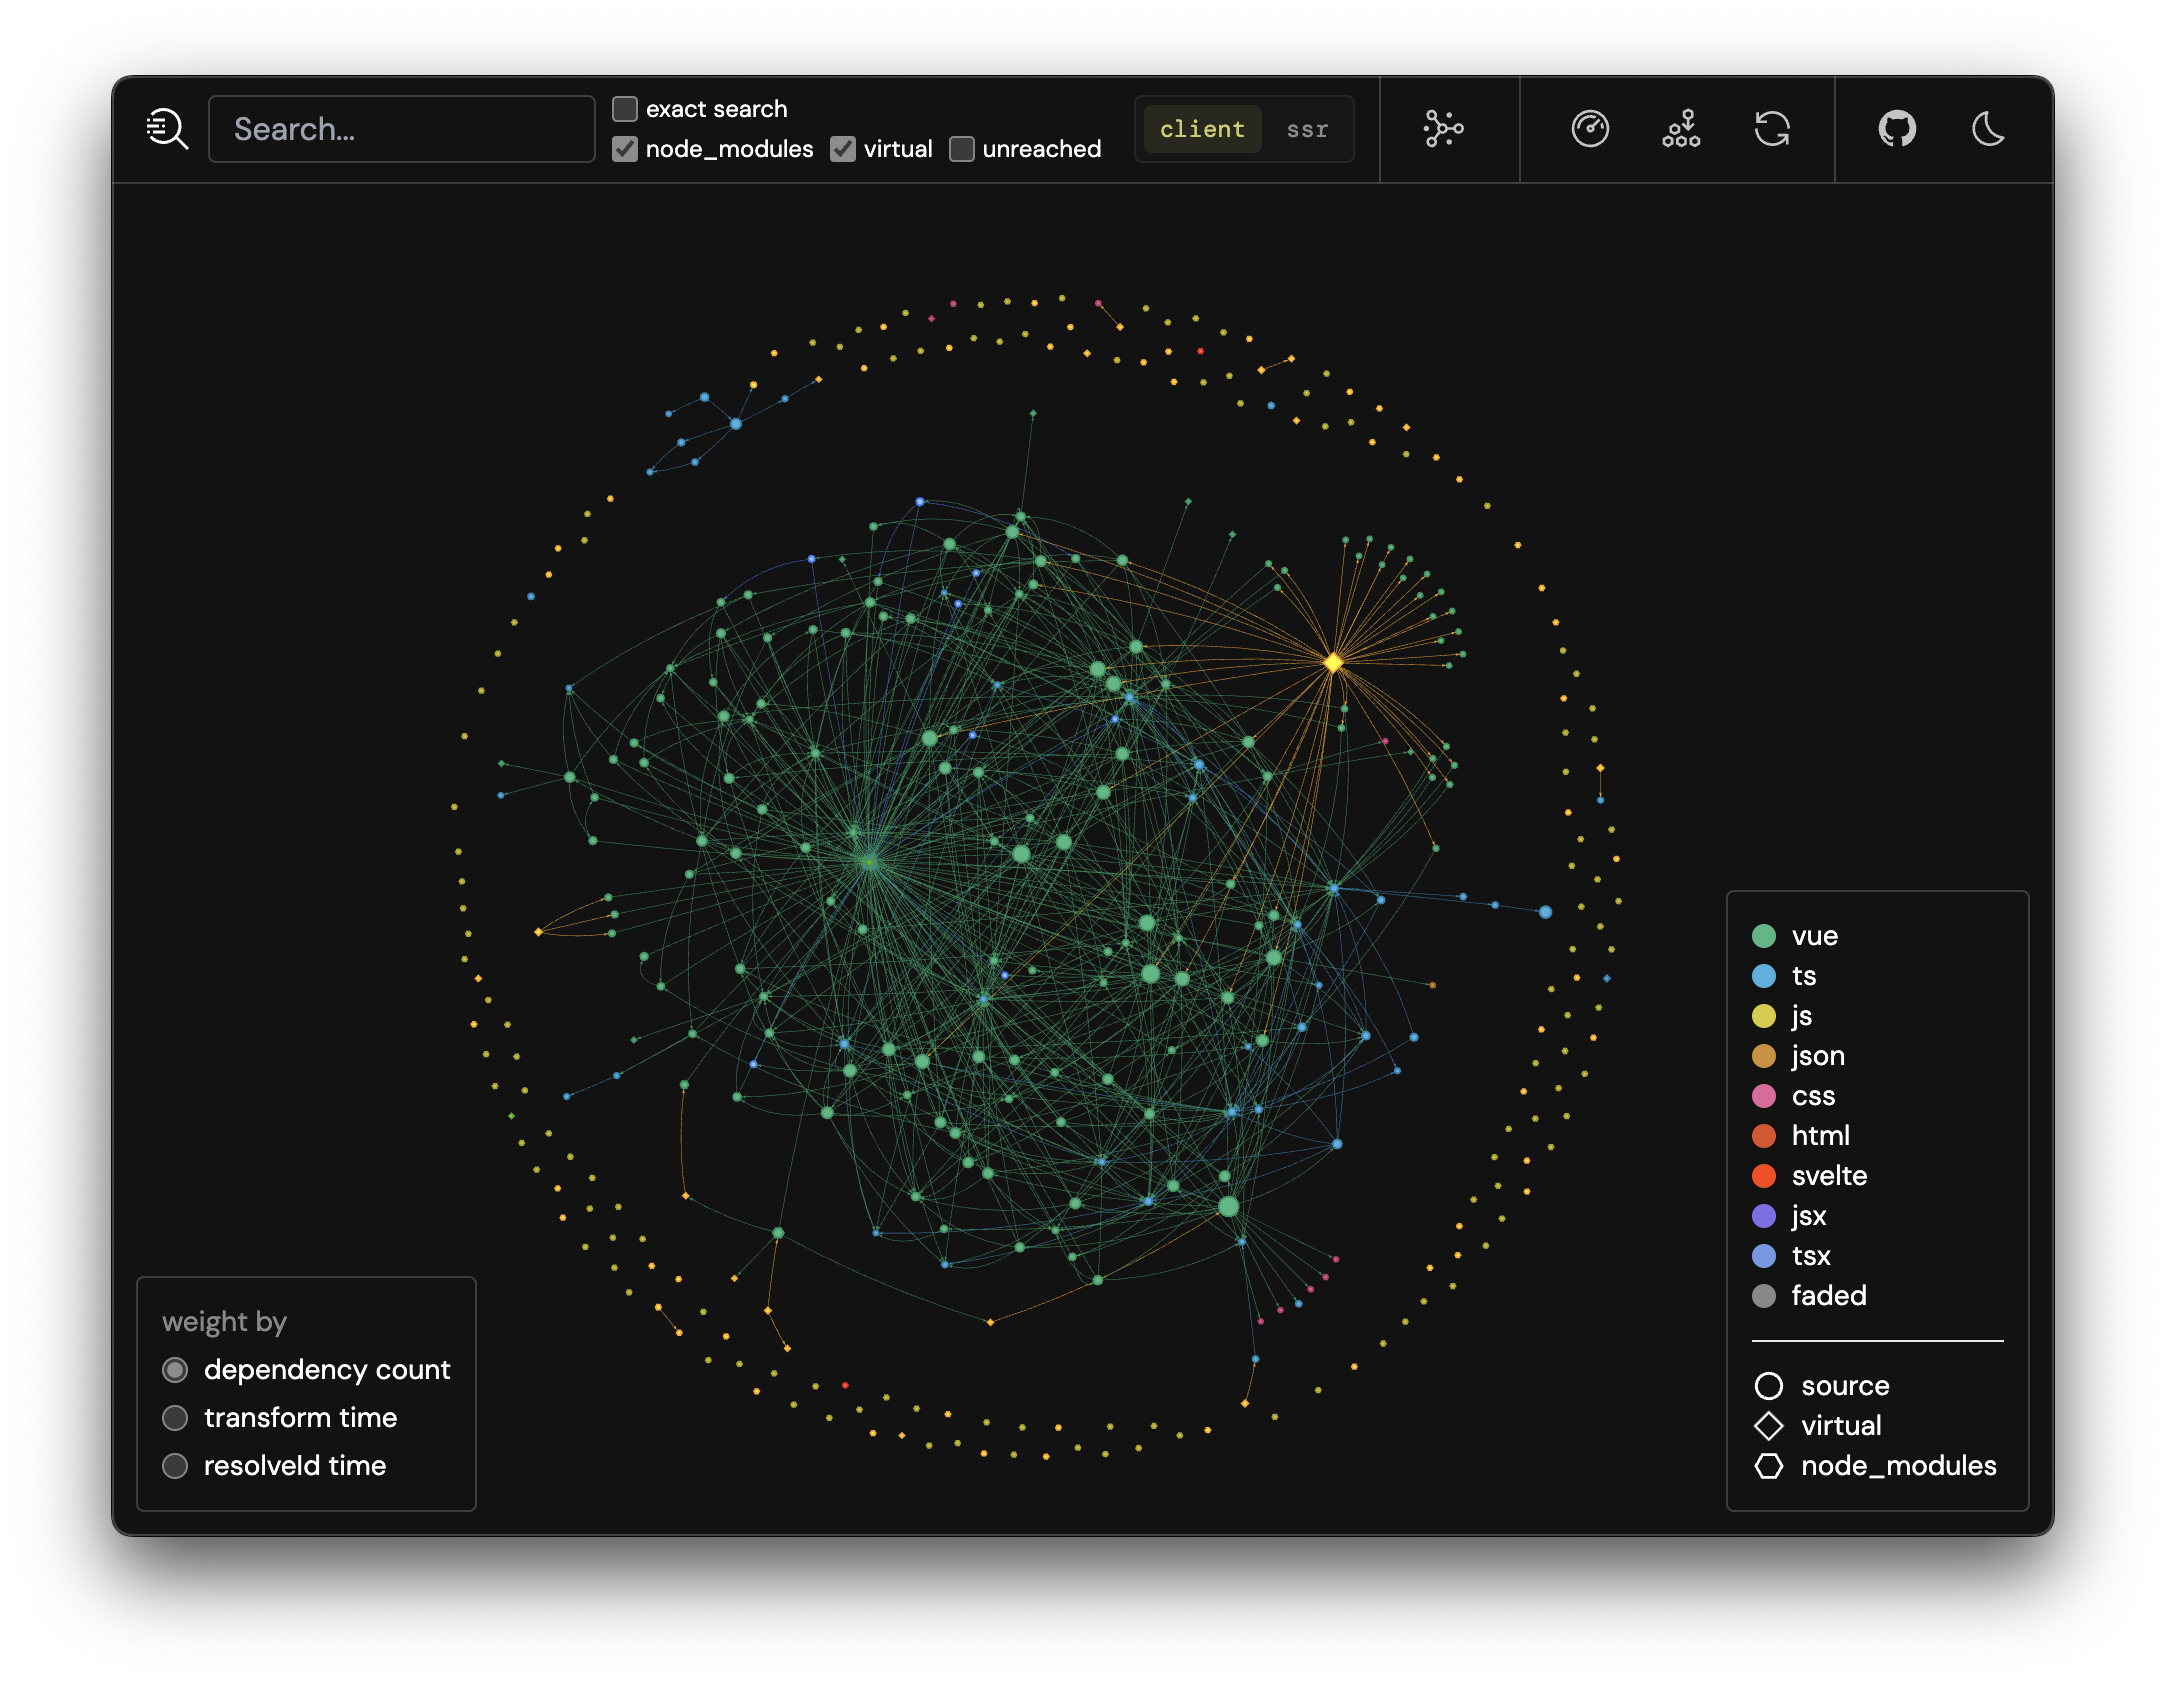 Search...
exact search
node_modules virtual unreached
client ssr
vue
ts
js
json
css
html
svelte
jsx
tsx
faded
source
virtual
node_modules
weight by
dependency count
transform time
resolveld time